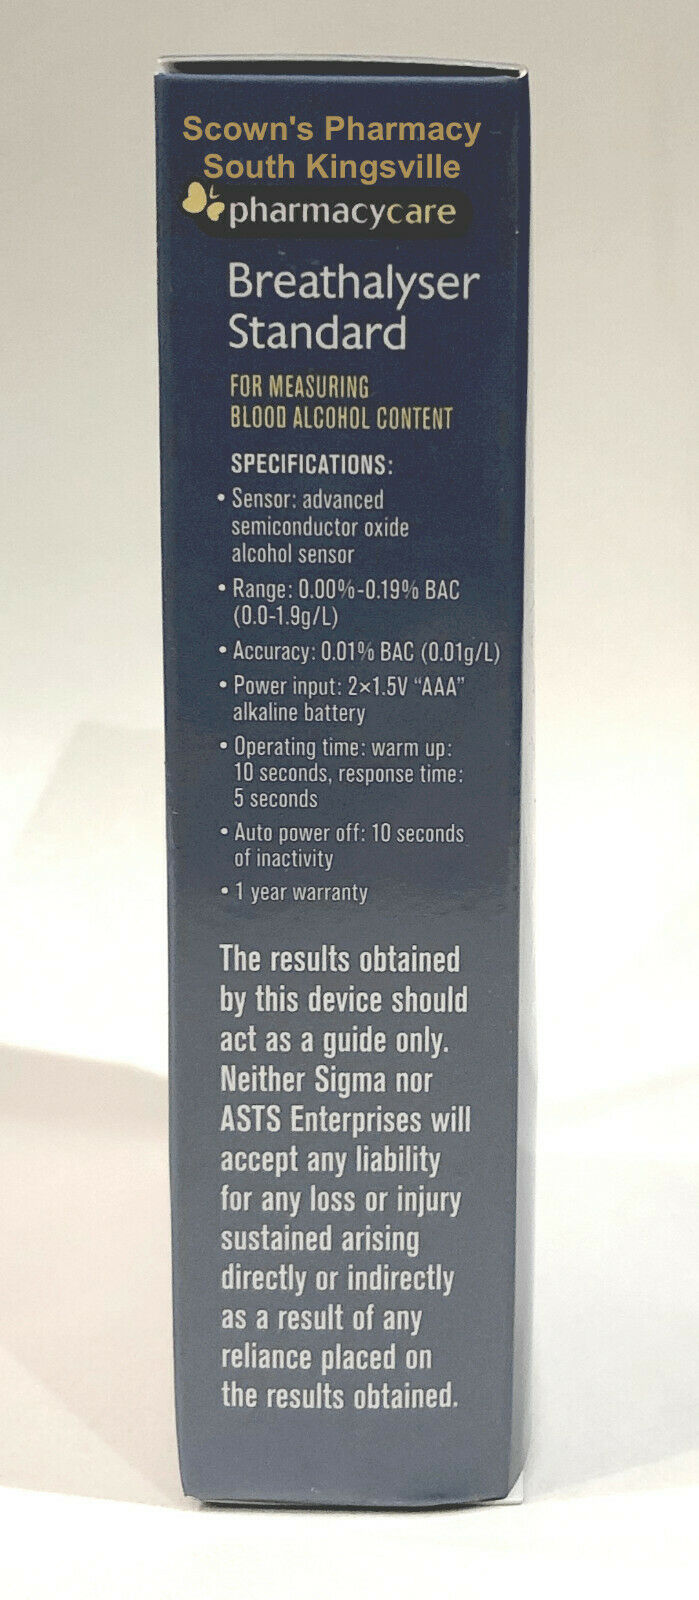 Scown's Pharmacy
South Kingsville
pharmacycare
Breathalyser
Standard
FOR MEASURING
BLOOD ALCOHOL CONTENT
SPECIFICATIONS:
• Sensor: advanced
semiconductor oxide
alcohol sensor
• Range: 0.00%-0.19% BAC
(0.0-1.9g/L)
• Accuracy: 0.01% BAC (0.01g/L)
• Power input: 2×1.5V “AAA”
alkaline battery
• Operating time: warm up:
10 seconds, response time:
5 seconds
• Auto power off: 10 seconds
of inactivity
• 1 year warranty
The results obtained
by this device should
act as a guide only.
Neither Sigma nor
ASTS Enterprises will
accept any liability
for any loss or injury
sustained arising
directly or indirectly
as a result of any
reliance placed on
the results obtained.